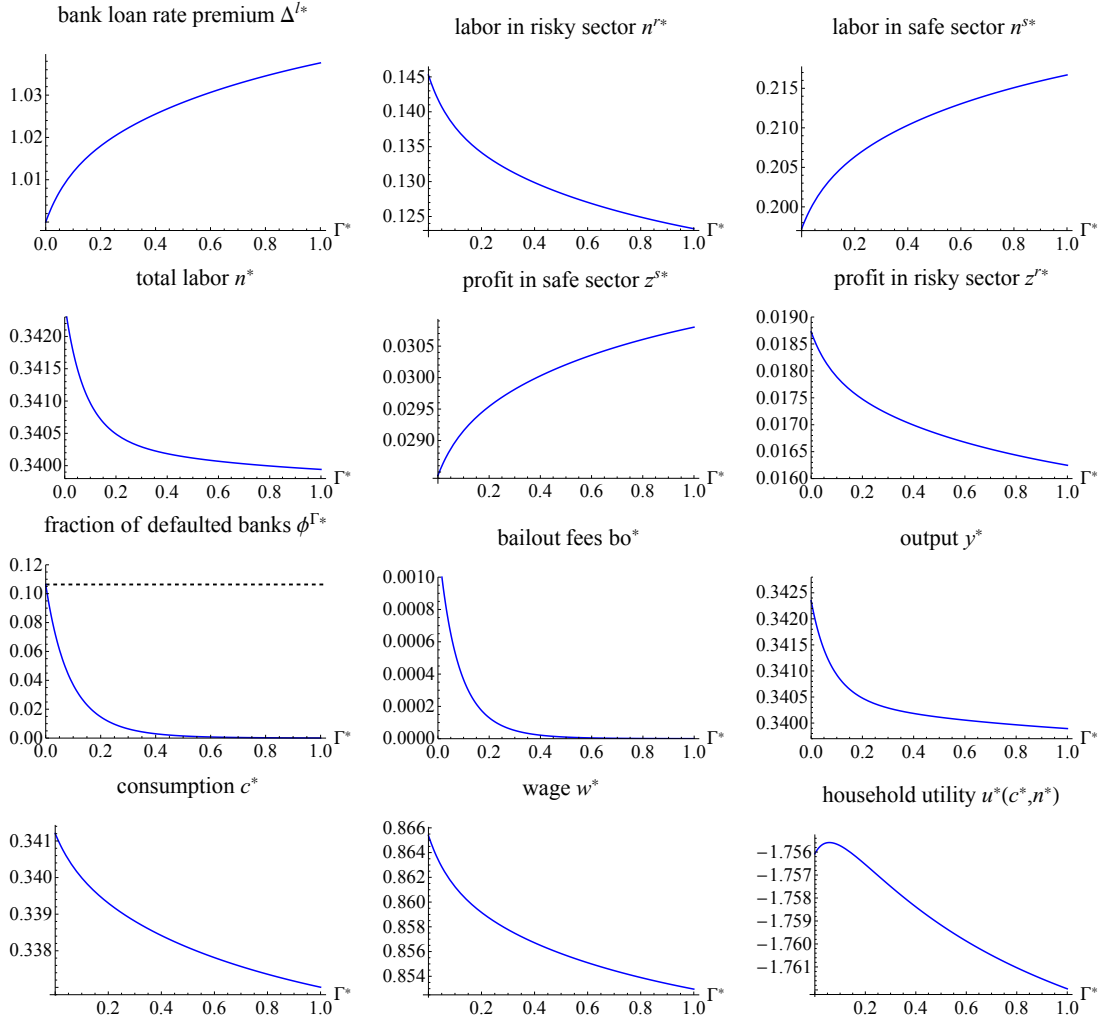 bank loan rate premium Δˡ*
1.03
1.02
1.01
0.0 0.2 0.4 0.6 0.8 1.0 Γ*
labor in risky sector nʳ*
0.145
0.140
0.135
0.130
0.125
0.2 0.4 0.6 0.8 1.0 Γ*
labor in safe sector nˢ*
0.215
0.210
0.205
0.200
0.2 0.4 0.6 0.8 1.0 Γ*
total labor n*
0.3420
0.3415
0.3410
0.3405
0.3400
0.0 0.2 0.4 0.6 0.8 1.0 Γ*
profit in safe sector zˢ*
0.0305
0.0300
0.0295
0.0290
0.2 0.4 0.6 0.8 1.0 Γ*
profit in risky sector zʳ*
0.0190
0.0185
0.0180
0.0175
0.0170
0.0165
0.0160
0.0 0.2 0.4 0.6 0.8 1.0 Γ*
fraction of defaulted banks ϕ^Γ*
0.12
0.10
0.08
0.06
0.04
0.02
0.00
0.0 0.2 0.4 0.6 0.8 1.0 Γ*
bailout fees bo*
0.0010
0.0008
0.0006
0.0004
0.0002
0.0000
0.0 0.2 0.4 0.6 0.8 1.0 Γ*
output y*
0.3425
0.3420
0.3415
0.3410
0.3405
0.3400
0.0 0.2 0.4 0.6 0.8 1.0 Γ*
consumption c*
0.341
0.340
0.339
0.338
0.2 0.4 0.6 0.8 1.0 Γ*
wage w*
0.866
0.864
0.862
0.860
0.858
0.856
0.854
0.2 0.4 0.6 0.8 1.0 Γ*
household utility u*(c*,n*)
−1.756
−1.757
−1.758
−1.759
−1.760
−1.761
0.2 0.4 0.6 0.8 1.0 Γ*